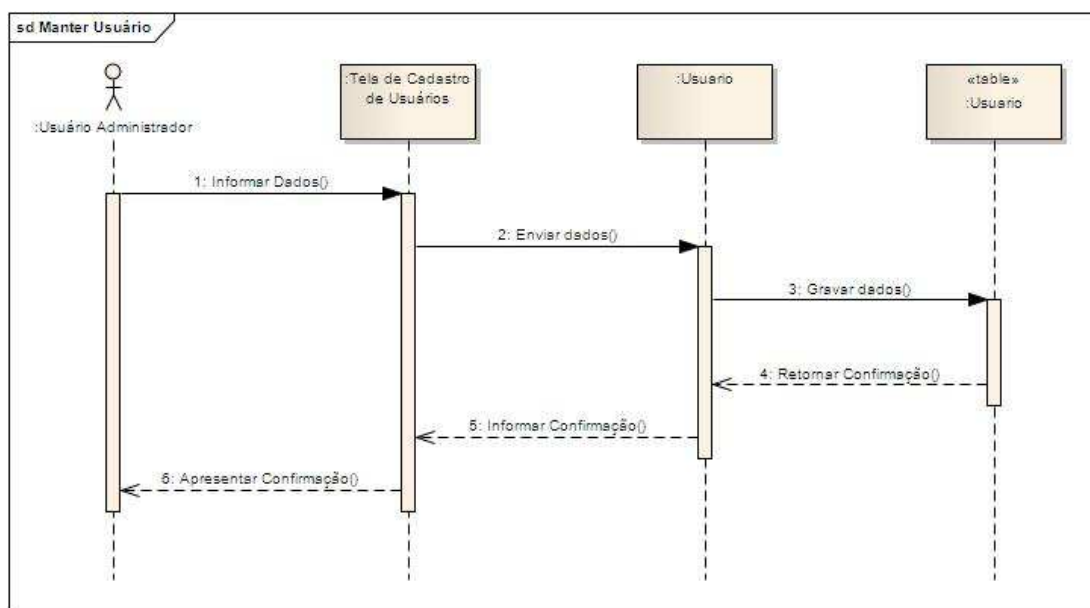 sd Manter Usuário
:Usuário Administrador
:Tela de Cadastro
de Usuários
:Usuario
«table»
:Usuario
1: Informar Dados()
2: Enviar dados()
3: Gravar dados()
4: Retornar Confirmação()
5: Informar Confirmação()
6: Apresentar Confirmação()